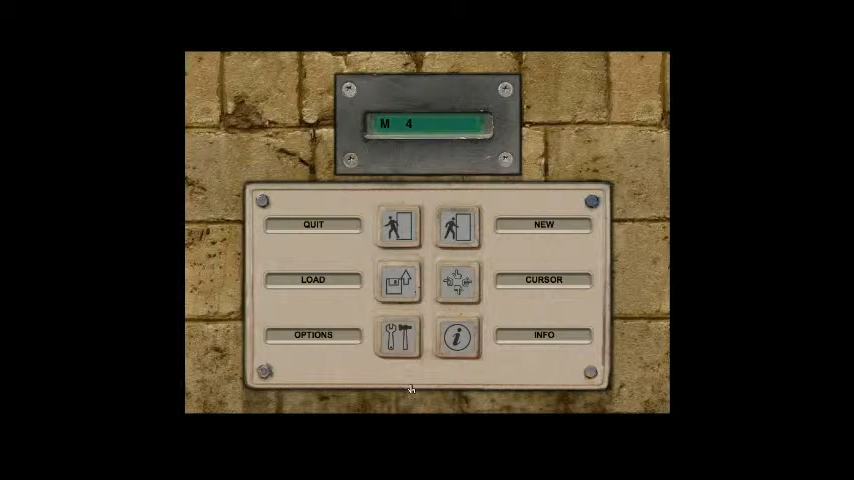 M 4
QUIT
NEW
LOAD
CURSOR
OPTIONS
INFO